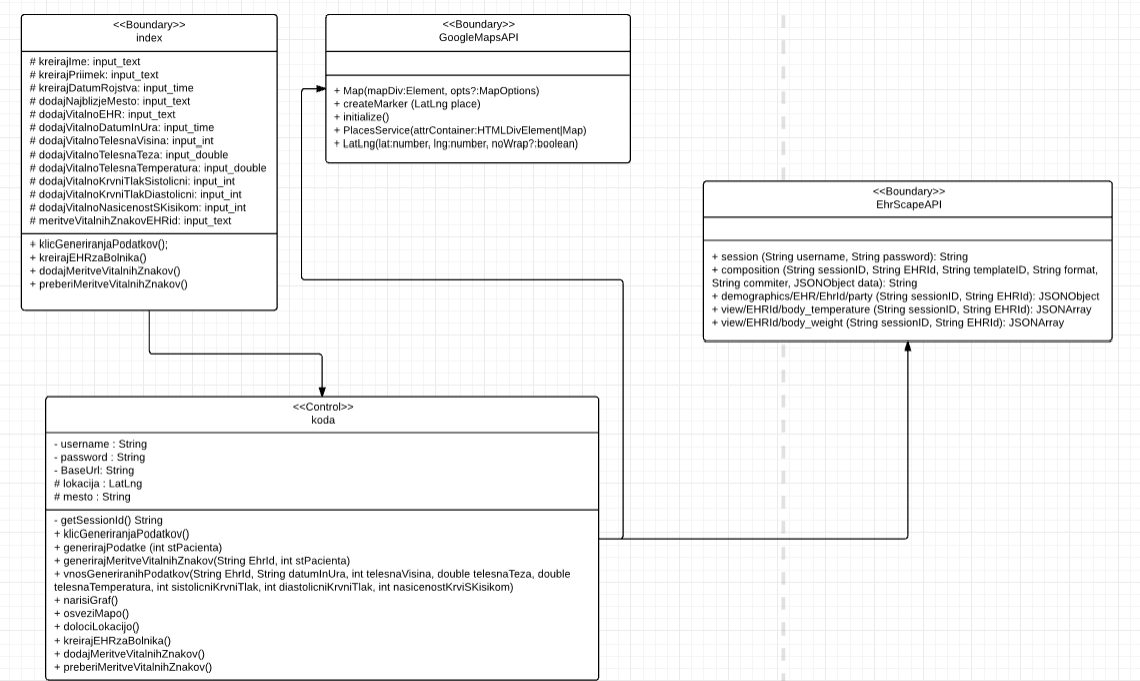 <<Boundary>>
index
# kreirajIme: input_text
# kreirajPriimek: input_text
# kreirajDatumRojstva: input_time
# dodajNajblizjeMesto: input_text
# dodajVitalnoEHR: input_text
# dodajVitalnoDatumInUra: input_time
# dodajVitalnoTelesnaVisina: input_int
# dodajVitalnoTelesnaTeza: input_double
# dodajVitalnoTelesnaTemperatura: input_double
# dodajVitalnoKrvniTlakSistolicni: input_int
# dodajVitalnoKrvniTlakDiastolicni: input_int
# dodajVitalnoNasicenostSKisikom: input_int
# meritveVitalnihZnakovEHRid: input_text
+ klicGeneriranjaPodatkov();
+ kreirajEHRzaBolnika()
+ dodajMeritveVitalnihZnakov()
+ preberiMeritveVitalnihZnakov()
<<Boundary>>
GoogleMapsAPI
+ Map(mapDiv:Element, opts?:MapOptions)
+ createMarker (LatLng place)
+ initialize()
+ PlacesService(attrContainer:HTMLDivElement|Map)
+ LatLng(lat:number, lng:number, noWrap?:boolean)
<<Boundary>>
EhrScapeAPI
+ session (String username, String password): String
+ composition (String sessionID, String EHRId, String templateID, String format,
String commiter, JSONObject data): String
+ demographics/EHR/EhrId/party (String sessionID, String EHRId): JSONObject
+ view/EHRId/body_temperature (String sessionID, String EHRId): JSONArray
+ view/EHRId/body_weight (String sessionID, String EHRId): JSONArray
<<Control>>
koda
- username : String
- password : String
- BaseUrl: String
# lokacija : LatLng
# mesto : String
- getSessionId() String
+ klicGeneriranjaPodatkov()
+ generirajPodatke (int stPacienta)
+ generirajMeritveVitalnihZnakov(String EhrId, int stPacienta)
+ vnosGeneriranihPodatkov(String EhrId, String datumInUra, int telesnaVisina, double telesnaTeza, double
telesnaTemperatura, int sistolicniKrvniTlak, int diastolicniKrvniTlak, int nasicenostKrviSKisikom)
+ narisiGraf()
+ osveziMapo()
+ dolociLokacijo()
+ kreirajEHRzaBolnika()
+ dodajMeritveVitalnihZnakov()
+ preberiMeritveVitalnihZnakov()